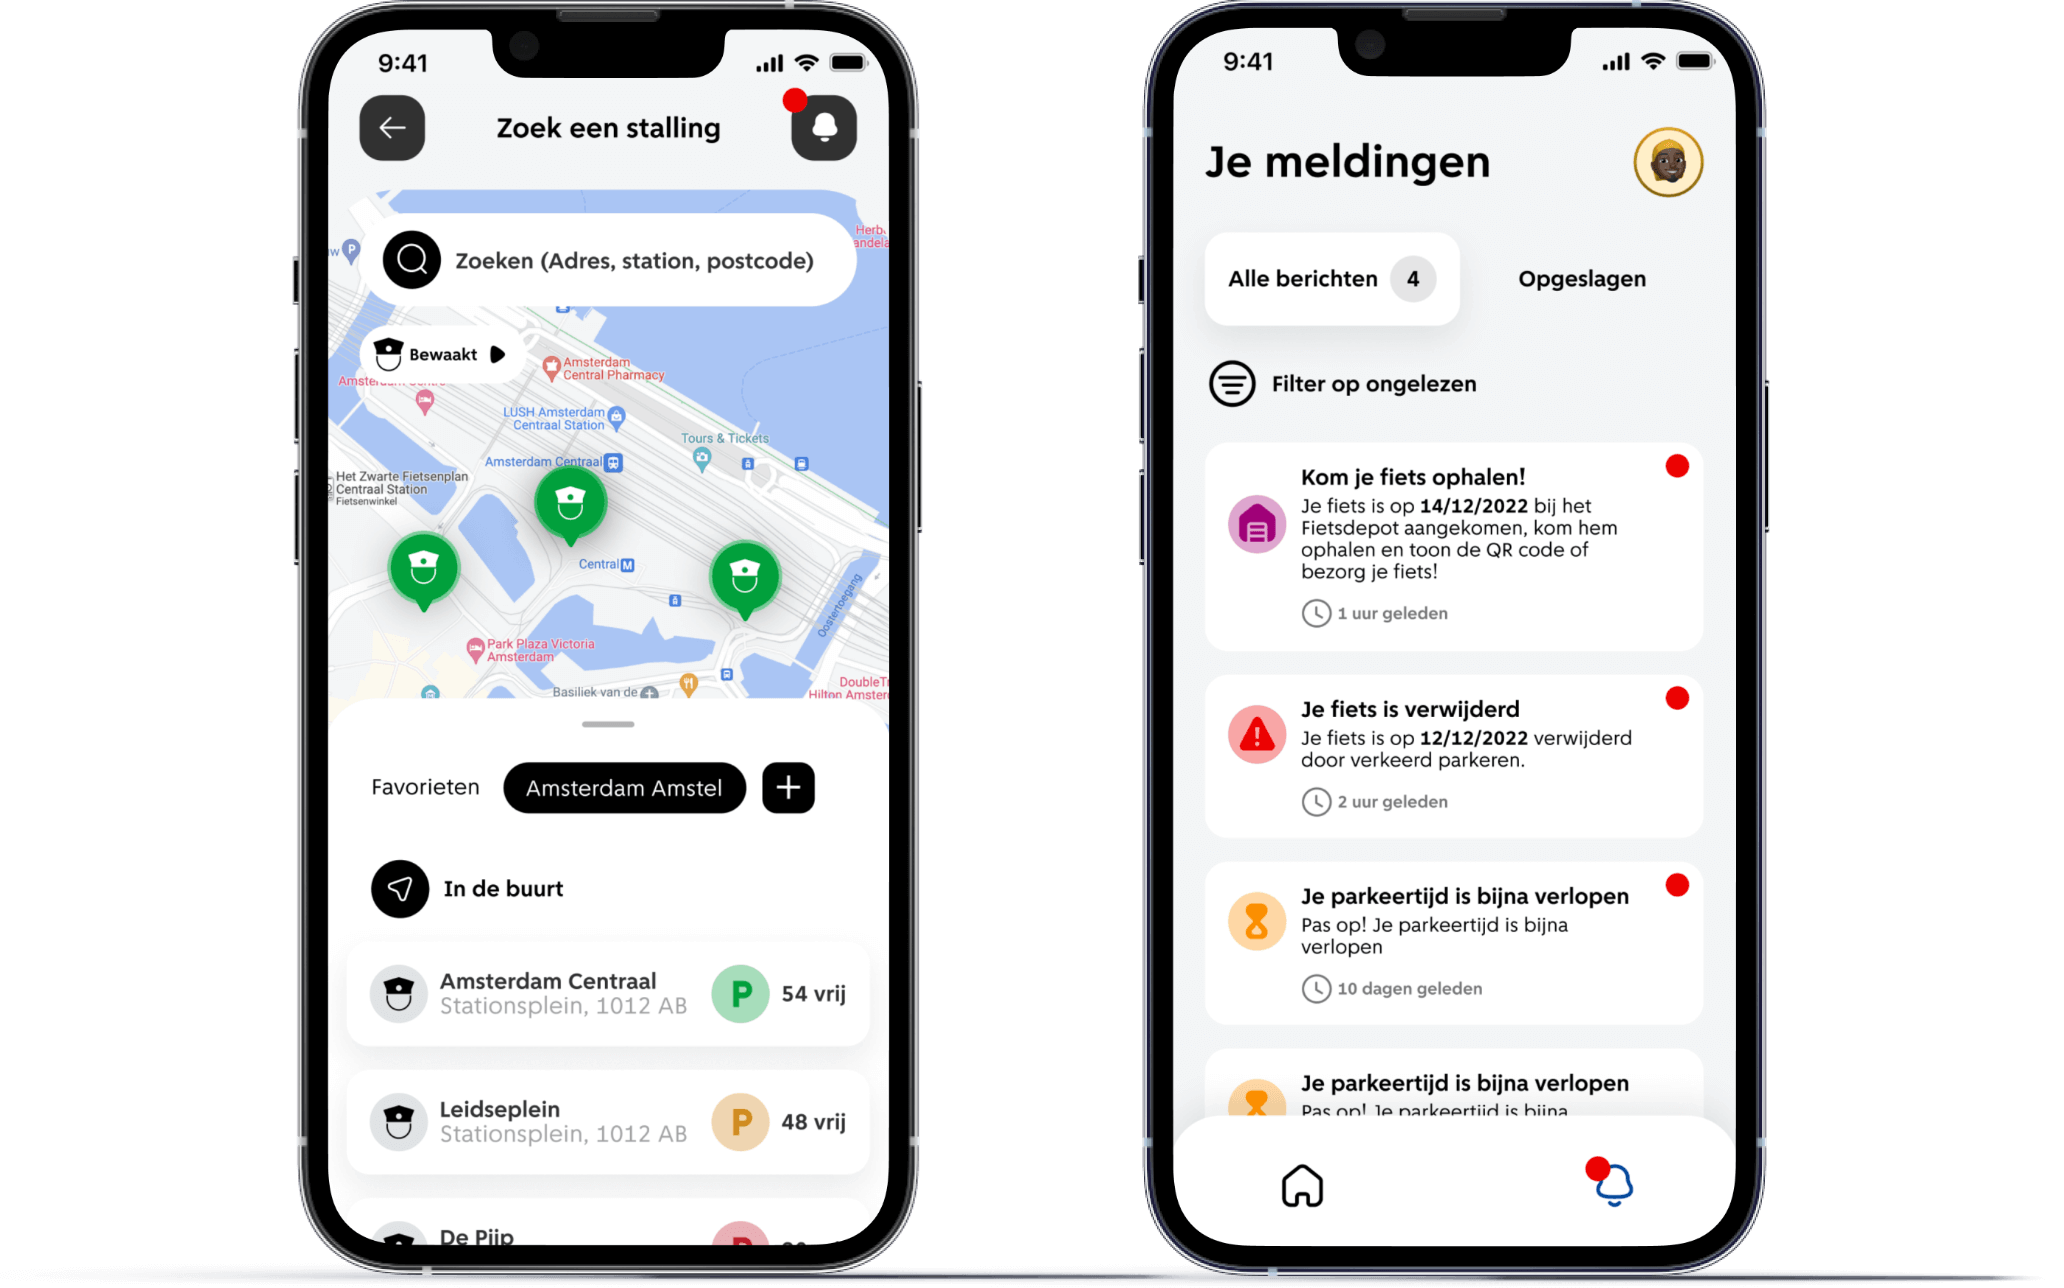 9:41
Zoek een stalling
Herb
andela
w P
Zoeken (Adres, station, postcode)
Bewaakt
Amsterdam
Central Pharmacy
LUSH Amsterdam
Centraal Station
Tours & Tickets
Amsterdam Centraal
Het Zwarte Fietsenplan
Centraal Station
Fietsenwinkel
Central M
Oostertoegang
Park Plaza Victoria
Amsterdam
DoubleTr
Hilton Amster
Basiliek van de
Favorieten
Amsterdam Amstel
+
In de buurt
Amsterdam Centraal
Stationsplein, 1012 AB
P 54 vrij
Leidseplein
Stationsplein, 1012 AB
P 48 vrij
De Pijp
9:41
Je meldingen
Alle berichten 4
Opgeslagen
Filter op ongelezen
Kom je fiets ophalen!
Je fiets is op 14/12/2022 bij het
Fietsdepot aangekomen, kom hem
ophalen en toon de QR code of
bezorg je fiets!
1 uur geleden
Je fiets is verwijderd
Je fiets is op 12/12/2022 verwijderd
door verkeerd parkeren.
2 uur geleden
Je parkeertijd is bijna verlopen
Pas op! Je parkeertijd is bijna
verlopen
10 dagen geleden
Je parkeertijd is bijna verlopen
Pas op! Je parkeertijd is bijna